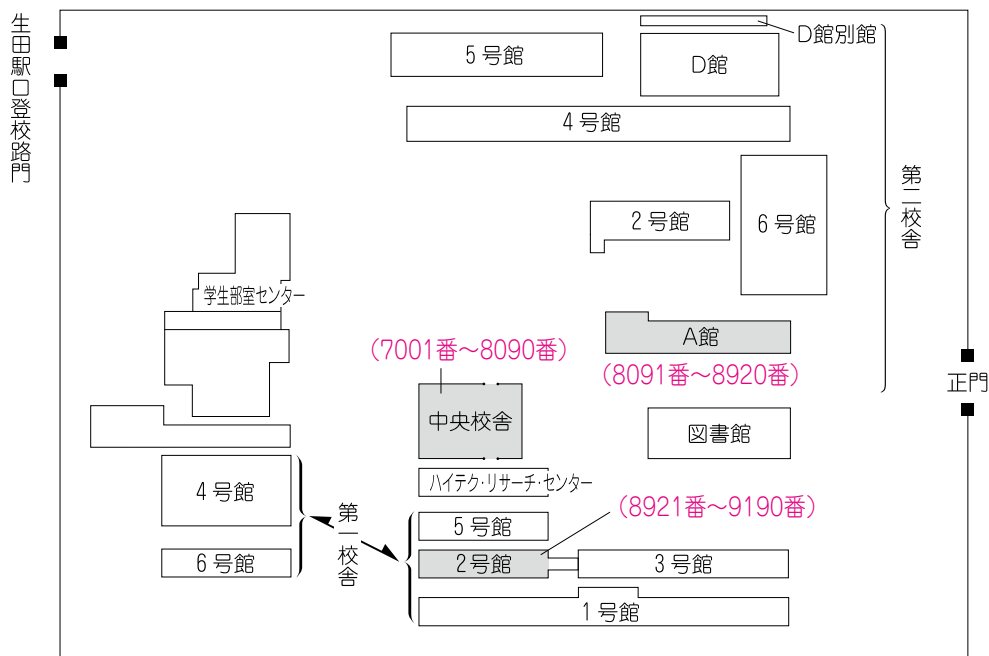 生田駅口登校路門
D館別館
5号館
D館
4号館
第二校舎
2号館
6号館
学生部室センター
A館
(7001番～8090番)
(8091番～8920番)
正門
中央校舎
図書館
ハイテク・リサーチ・センター
4号館
第一校舎
(8921番～9190番)
5号館
6号館
2号館
3号館
1号館